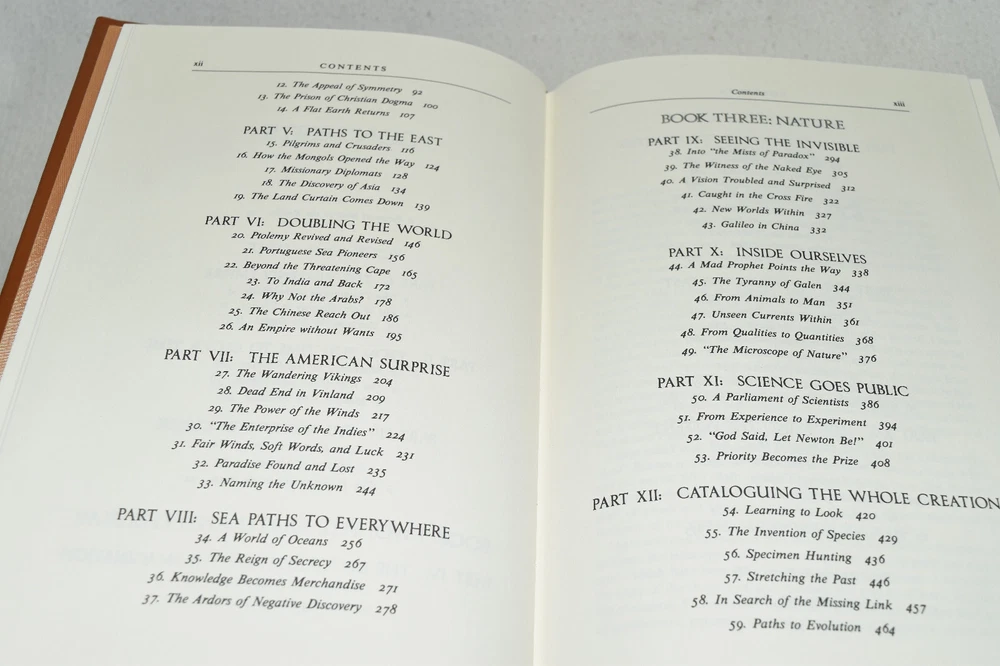 xii
CONTENTS
12. The Appeal of Symmetry 92
13. The Prison of Christian Dogma 100
14. A Flat Earth Returns 107
PART V: PATHS TO THE EAST
15. Pilgrims and Crusaders 116
16. How the Mongols Opened the Way 124
17. Missionary Diplomats 128
18. The Discovery of Asia 134
19. The Land Curtain Comes Down 139
PART VI: DOUBLING THE WORLD
20. Ptolemy Revived and Revised 146
21. Portuguese Sea Pioneers 156
22. Beyond the Threatening Cape 165
23. To India and Back 172
24. Why Not the Arabs? 178
25. The Chinese Reach Out 186
26. An Empire without Wants 195
PART VII: THE AMERICAN SURPRISE
27. The Wandering Vikings 204
28. Dead End in Vinland 209
29. The Power of the Winds 217
30. "The Enterprise of the Indies" 224
31. Fair Winds, Soft Words, and Luck 231
32. Paradise Found and Lost 235
33. Naming the Unknown 244
PART VIII: SEA PATHS TO EVERYWHERE
34. A World of Oceans 256
35. The Reign of Secrecy 267
36. Knowledge Becomes Merchandise 271
37. The Ardors of Negative Discovery 278
Contents
xiii
BOOK THREE: NATURE
PART IX: SEEING THE INVISIBLE
38. Into "the Mists of Paradox" 294
39. The Witness of the Naked Eye 305
40. A Vision Troubled and Surprised 312
41. Caught in the Cross Fire 322
42. New Worlds Within 327
43. Galileo in China 332
PART X: INSIDE OURSELVES
44. A Mad Prophet Points the Way 338
45. The Tyranny of Galen 344
46. From Animals to Man 351
47. Unseen Currents Within 361
48. From Qualities to Quantities 368
49. "The Microscope of Nature" 376
PART XI: SCIENCE GOES PUBLIC
50. A Parliament of Scientists 386
51. From Experience to Experiment 394
52. "God Said, Let Newton Be!" 401
53. Priority Becomes the Prize 408
PART XII: CATALOGUING THE WHOLE CREATION
54. Learning to Look 420
55. The Invention of Species 429
56. Specimen Hunting 436
57. Stretching the Past 446
58. In Search of the Missing Link 457
59. Paths to Evolution 464